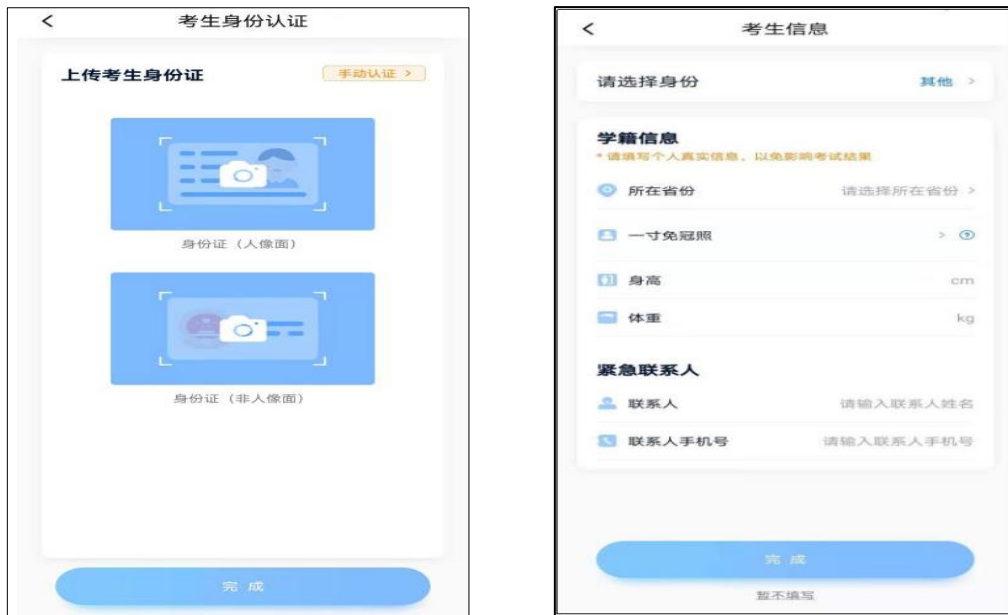 考生身份认证
上传考生身份证
手动认证 >
身份证（人像面）
身份证（非人像面）
完成
考生信息
请选择身份
其他 >
学籍信息
* 请填写个人真实信息，以免影响考试结果
所在省份
请选择所在省份 >
一寸免冠照
身高
cm
体重
kg
紧急联系人
联系人
请输入联系人姓名
联系人手机号
请输入联系人手机号
完成
暂不填写